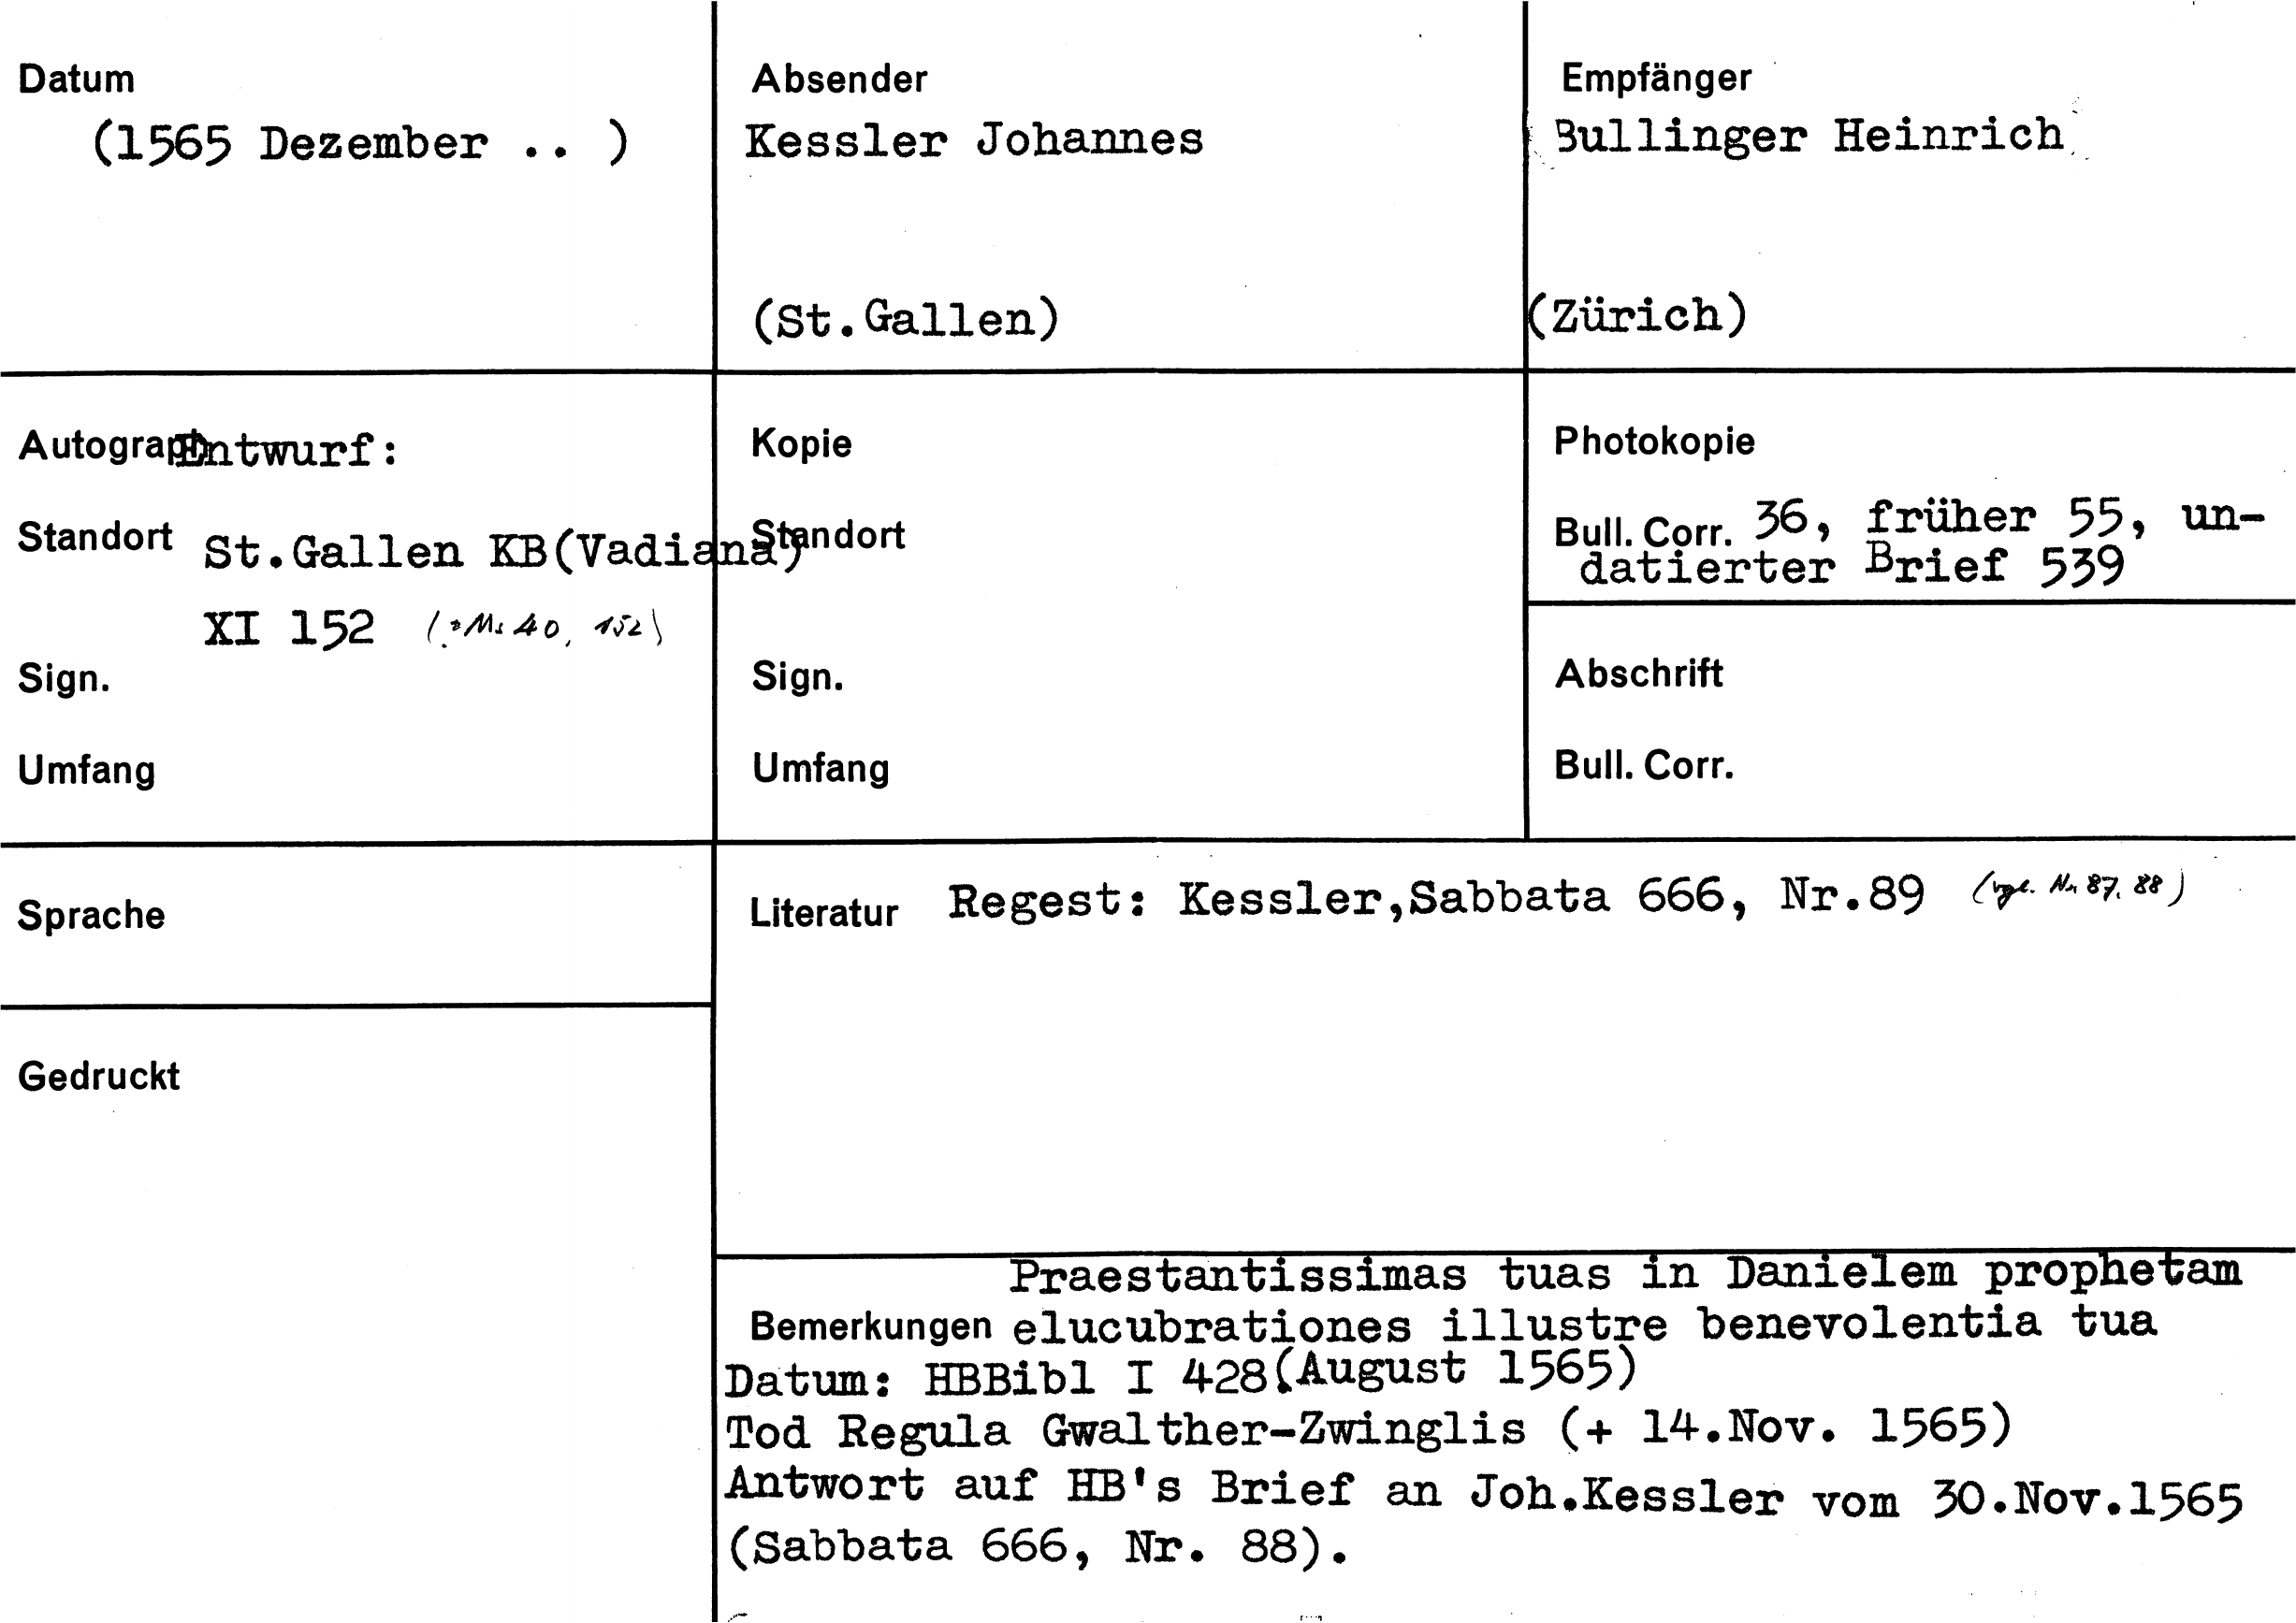 Datum
(1565 Dezember .. )
Absender
Kessler Johannes
(St.Gallen)
Empfänger
Bullinger Heinrich
(Zürich)
Autograph Entwurf:
Standort St.Gallen KB(Vadiana)
XI 152 (: Ms 40, 152)
Sign.
Umfang
Kopie
Standort
Sign.
Umfang
Photokopie
Bull. Corr. 36, früher 55, un-
datierter Brief 539
Abschrift
Bull. Corr.
Sprache
Gedruckt
Literatur Regest: Kessler,Sabbata 666, Nr.89 (vgl. Nr. 87, 88)
Praestantissimas tuas in Danielem prophetam
Bemerkungen elucubrationes illustre benevolentia tua
Datum: HBBibl I 428(August 1565)
Tod Regula Gwalther-Zwinglis (+ 14.Nov. 1565)
Antwort auf HB's Brief an Joh.Kessler vom 30.Nov.1565
(Sabbata 666, Nr. 88).